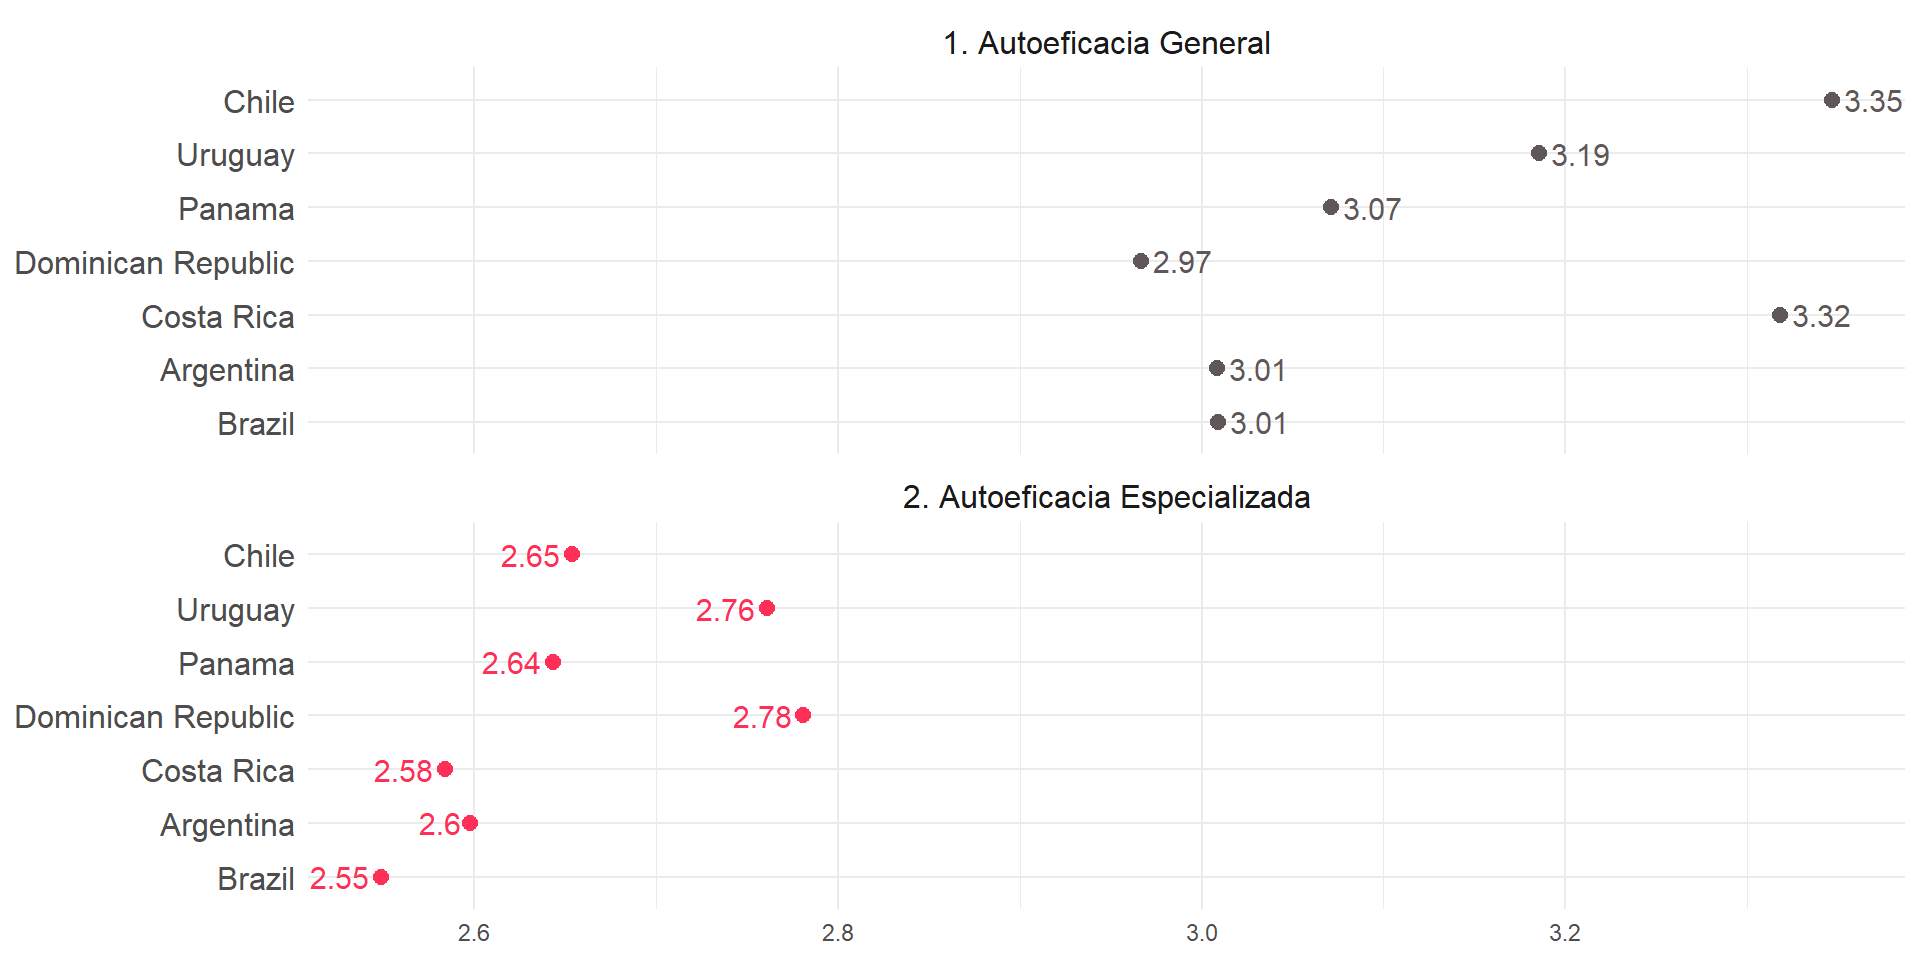 1. Autoeficacia General
Chile 3.35
Uruguay 3.19
Panama 3.07
Dominican Republic 2.97
Costa Rica 3.32
Argentina 3.01
Brazil 3.01
2. Autoeficacia Especializada
Chile 2.65
Uruguay 2.76
Panama 2.64
Dominican Republic 2.78
Costa Rica 2.58
Argentina 2.6
Brazil 2.55
2.6 2.8 3.0 3.2